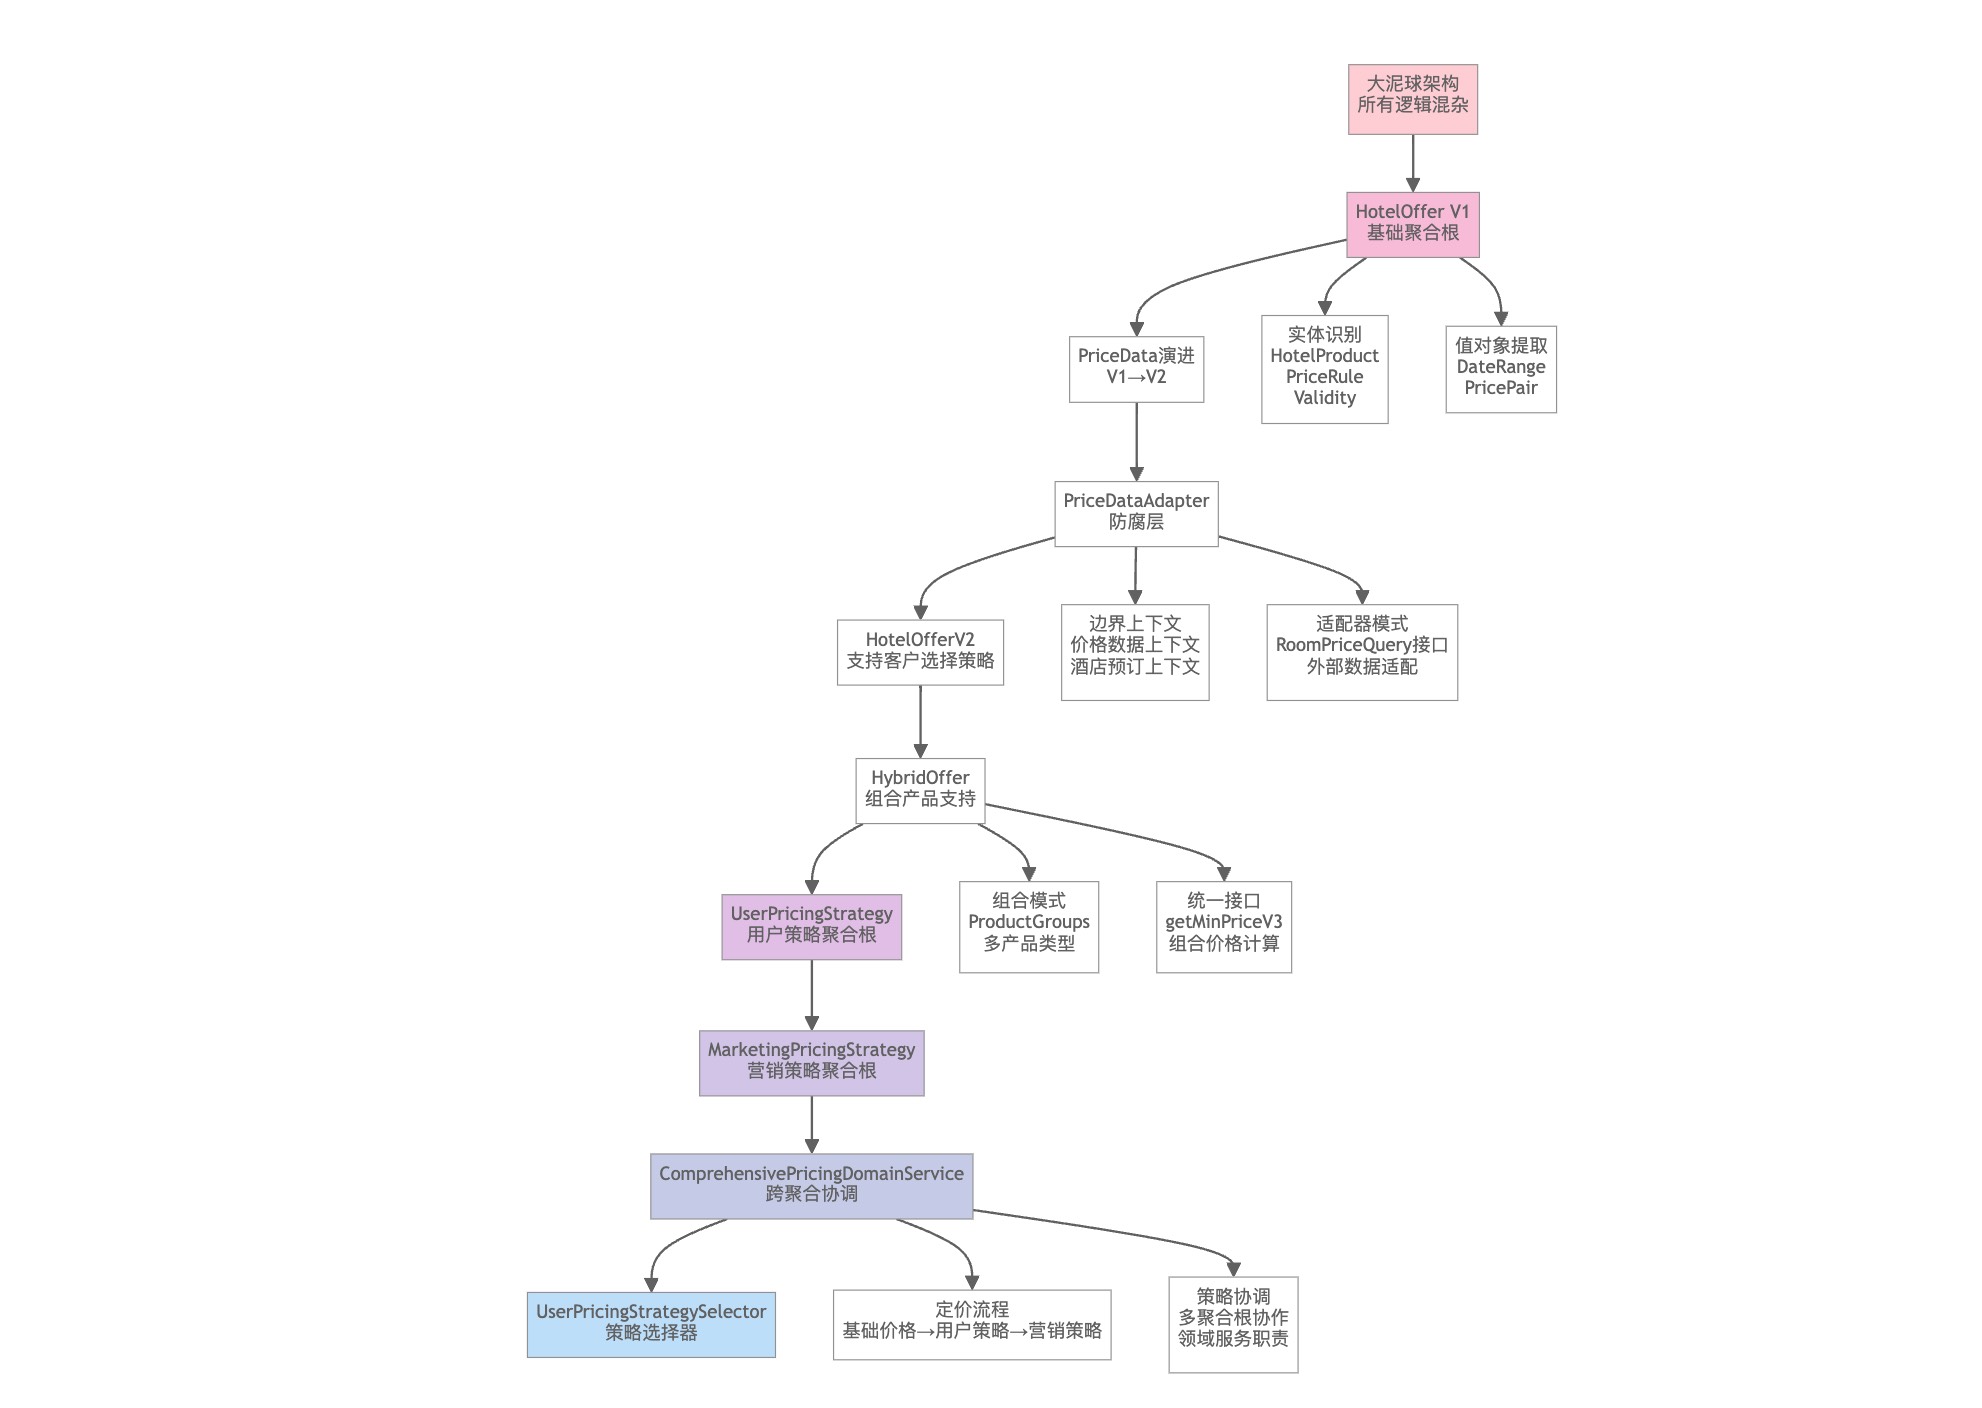 大泥球架构
所有逻辑混杂
HotelOffer V1
基础聚合根
PriceData演进
V1→V2
实体识别
HotelProduct
PriceRule
Validity
值对象提取
DateRange
PricePair
PriceDataAdapter
防腐层
HotelOfferV2
支持客户选择策略
边界上下文
价格数据上下文
酒店预订上下文
适配器模式
RoomPriceQuery接口
外部数据适配
HybridOffer
组合产品支持
UserPricingStrategy
用户策略聚合根
组合模式
ProductGroups
多产品类型
统一接口
getMinPriceV3
组合价格计算
MarketingPricingStrategy
营销策略聚合根
ComprehensivePricingDomainService
跨聚合协调
UserPricingStrategySelector
策略选择器
定价流程
基础价格→用户策略→营销策略
策略协调
多聚合根协作
领域服务职责